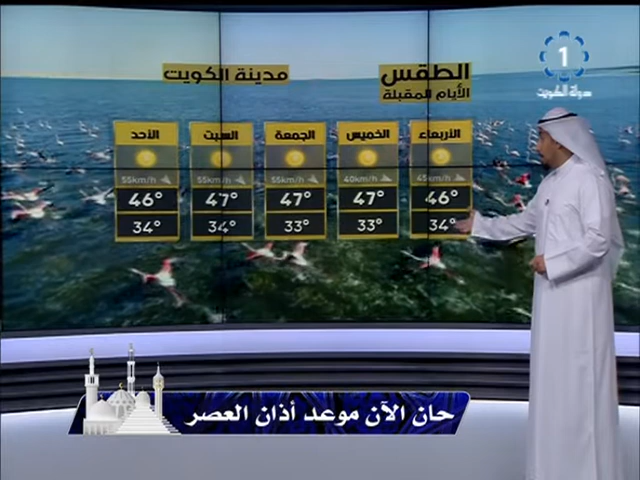 1
دولة الكويت
الطقس
الأيام المقبلة
مدينة الكويت
الأربعاء
الخميس
الجمعة
السبت
الأحد
45km/h
40km/h
45km/h
55km/h
55km/h
46°
47°
47°
47°
46°
34°
33°
33°
34°
34°
حان الآن موعد أذان العصر